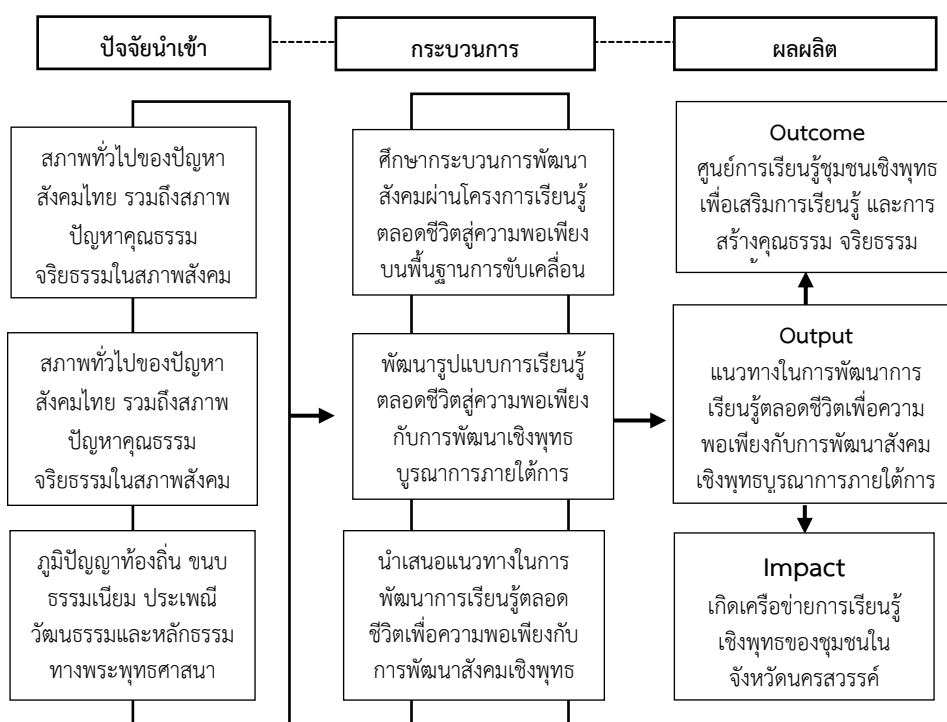 ปัจจัยนำเข้า
กระบวนการ
ผลผลิต
สภาพทั่วไปของปัญหา
สังคมไทย รวมถึงสภาพ
ปัญหาคุณธรรม
จริยธรรมในสภาพสังคม
สภาพทั่วไปของปัญหา
สังคมไทย รวมถึงสภาพ
ปัญหาคุณธรรม
จริยธรรมในสภาพสังคม
ภูมิปัญญาท้องถิ่น ขนบ
ธรรมเนียม ประเพณี
วัฒนธรรมและหลักธรรม
ทางพระพุทธศาสนา
ศึกษากระบวนการพัฒนา
สังคมผ่านโครงการเรียนรู้
ตลอดชีวิตสู่ความพอเพียง
บนพื้นฐานการขับเคลื่อน
พัฒนารูปแบบการเรียนรู้
ตลอดชีวิตสู่ความพอเพียง
กับการพัฒนาเชิงพุทธ
บูรณาการภายใต้การ
นำเสนอแนวทางในการ
พัฒนาการเรียนรู้ตลอด
ชีวิตเพื่อความพอเพียงกับ
การพัฒนาสังคมเชิงพุทธ
Outcome
ศูนย์การเรียนรู้ชุมชนเชิงพุทธ
เพื่อเสริมการเรียนรู้ และการ
สร้างคุณธรรม จริยธรรม
Output
แนวทางในการพัฒนาการ
เรียนรู้ตลอดชีวิตเพื่อความ
พอเพียงกับการพัฒนาสังคม
เชิงพุทธบูรณาการภายใต้การ
Impact
เกิดเครือข่ายการเรียนรู้
เชิงพุทธของชุมชนใน
จังหวัดนครสวรรค์